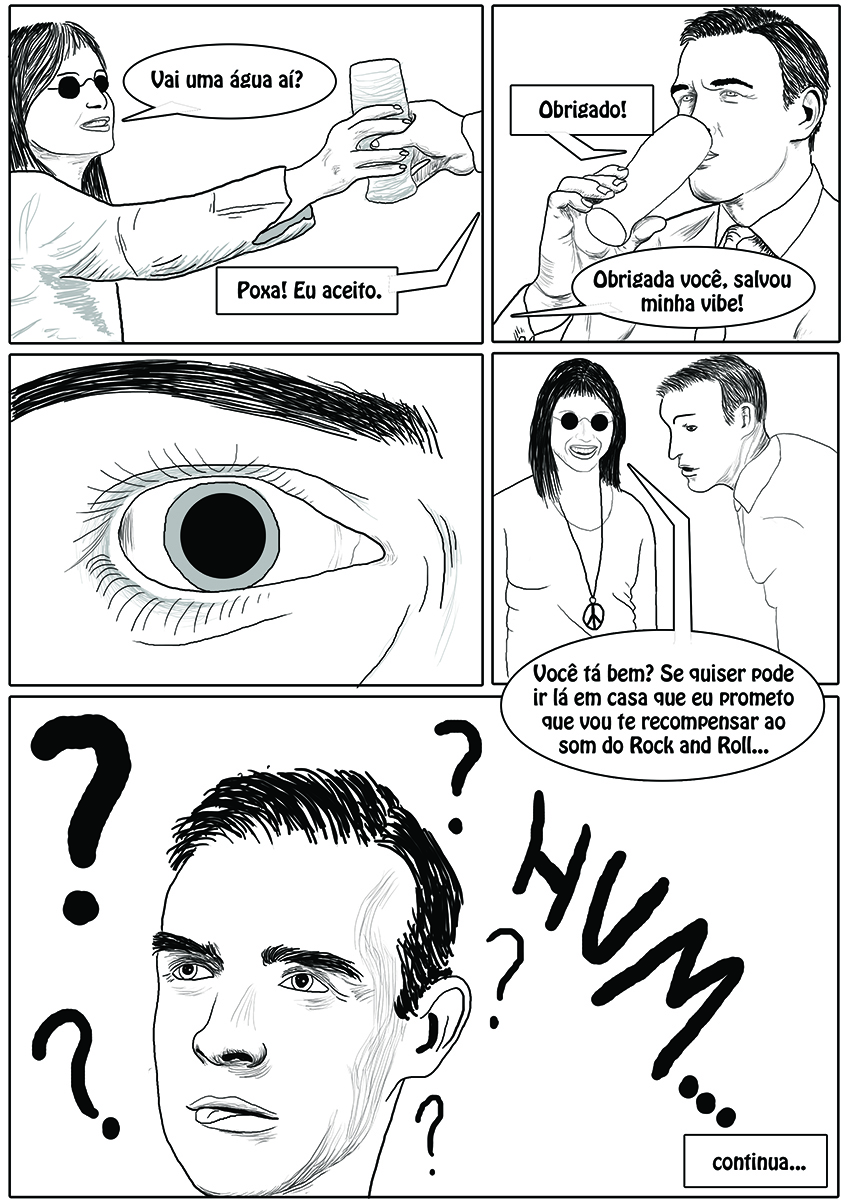 Vai uma água aí?
Poxa! Eu aceito.
Obrigado!
Obrigada você, salvou
minha vibe!
Você tá bem? Se quiser pode
ir lá em casa que eu prometo
que vou te recompensar ao
som do Rock and Roll...
?
?
HUM...
?
?
?
continua...